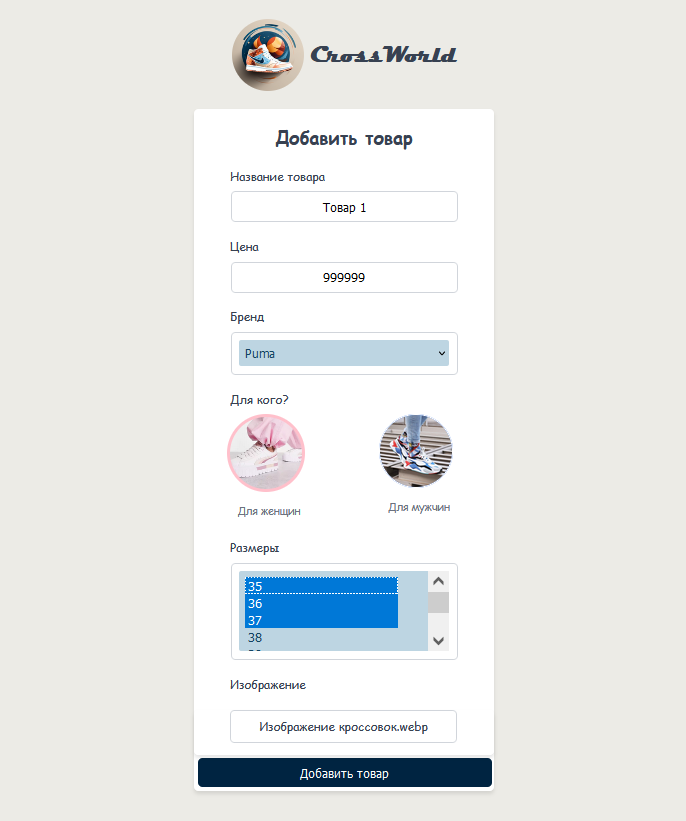 CrossWorld
Добавить товар
Название товара
Товар 1
Цена
999999
Бренд
Puma
Для кого?
Для женщин
Для мужчин
Размеры
35
36
37
38
Изображение
Изображение кроссовок.webp
Добавить товар